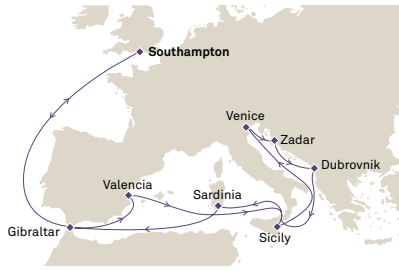 Southampton
Venice
Zadar
Dubrovnik
Valencia
Sardinia
Gibraltar
Sicily